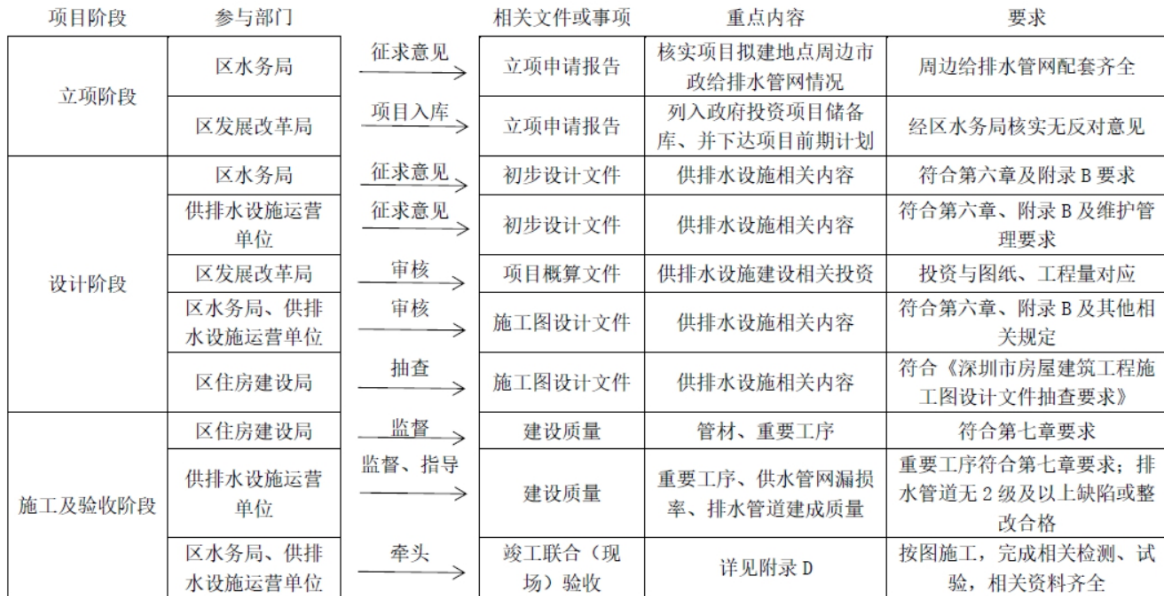 项目阶段 参与部门 相关文件或事项 重点内容 要求
立项阶段
区水务局
征求意见
立项申请报告
核实项目拟建地点周边市
政给排水管网情况
周边给排水管网配套齐全
区发展改革局
项目入库
立项申请报告
列入政府投资项目储备
库、并下达项目前期计划
经区水务局核实无反对意见
设计阶段
区水务局
征求意见
初步设计文件
供排水设施相关内容
符合第六章及附录 B 要求
供排水设施运营
单位
征求意见
初步设计文件
供排水设施相关内容
符合第六章、附录 B 及维护管
理要求
区发展改革局
审核
项目概算文件
供排水设施建设相关投资
投资与图纸、工程量对应
区水务局、供排
水设施运营单位
审核
施工图设计文件
供排水设施相关内容
符合第六章、附录 B 及其他相
关规定
区住房建设局
抽查
施工图设计文件
供排水设施相关内容
符合《深圳市房屋建筑工程施
工图设计文件抽查要求》
施工及验收阶段
区住房建设局
监督
建设质量
管材、重要工序
符合第七章要求
供排水设施运营
单位
监督、指导
建设质量
重要工序、供水管网漏损
率、排水管道建成质量
重要工序符合第七章要求；排
水管道无 2 级及以上缺陷或整
改合格
区水务局、供排
水设施运营单位
牵头
竣工联合（现
场）验收
详见附录 D
按图施工，完成相关检测、试
验，相关资料齐全